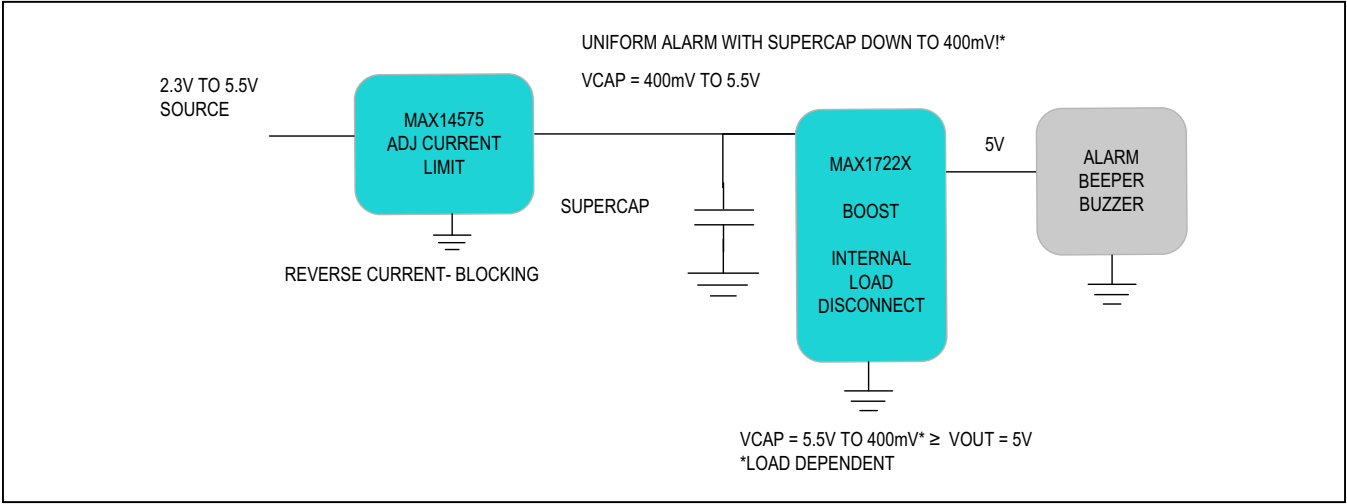 UNIFORM ALARM WITH SUPERCAP DOWN TO 400mV!*
VCAP = 400mV TO 5.5V
2.3V TO 5.5V
SOURCE
MAX14575
ADJ CURRENT
LIMIT
REVERSE CURRENT- BLOCKING
SUPERCAP
MAX1722X
BOOST
INTERNAL
LOAD
DISCONNECT
5V
ALARM
BEEPER
BUZZER
VCAP = 5.5V TO 400mV* ≥ VOUT = 5V
*LOAD DEPENDENT